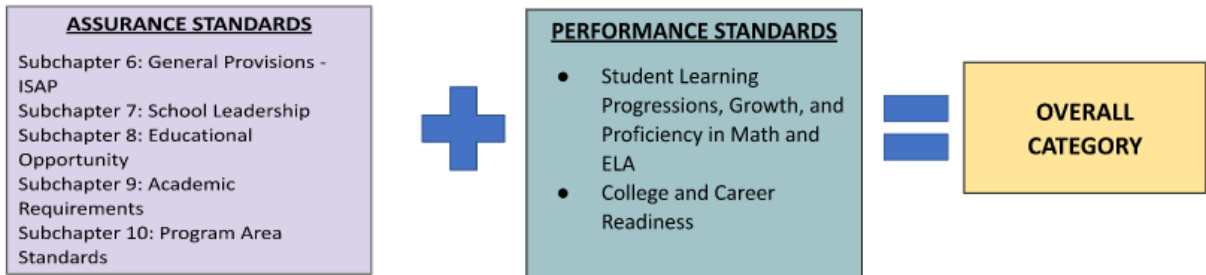 ASSURANCE STANDARDS
Subchapter 6: General Provisions -
ISAP
Subchapter 7: School Leadership
Subchapter 8: Educational
Opportunity
Subchapter 9: Academic
Requirements
Subchapter 10: Program Area
Standards
PERFORMANCE STANDARDS
● Student Learning
Progressions, Growth, and
Proficiency in Math and
ELA
● College and Career
Readiness
OVERALL
CATEGORY